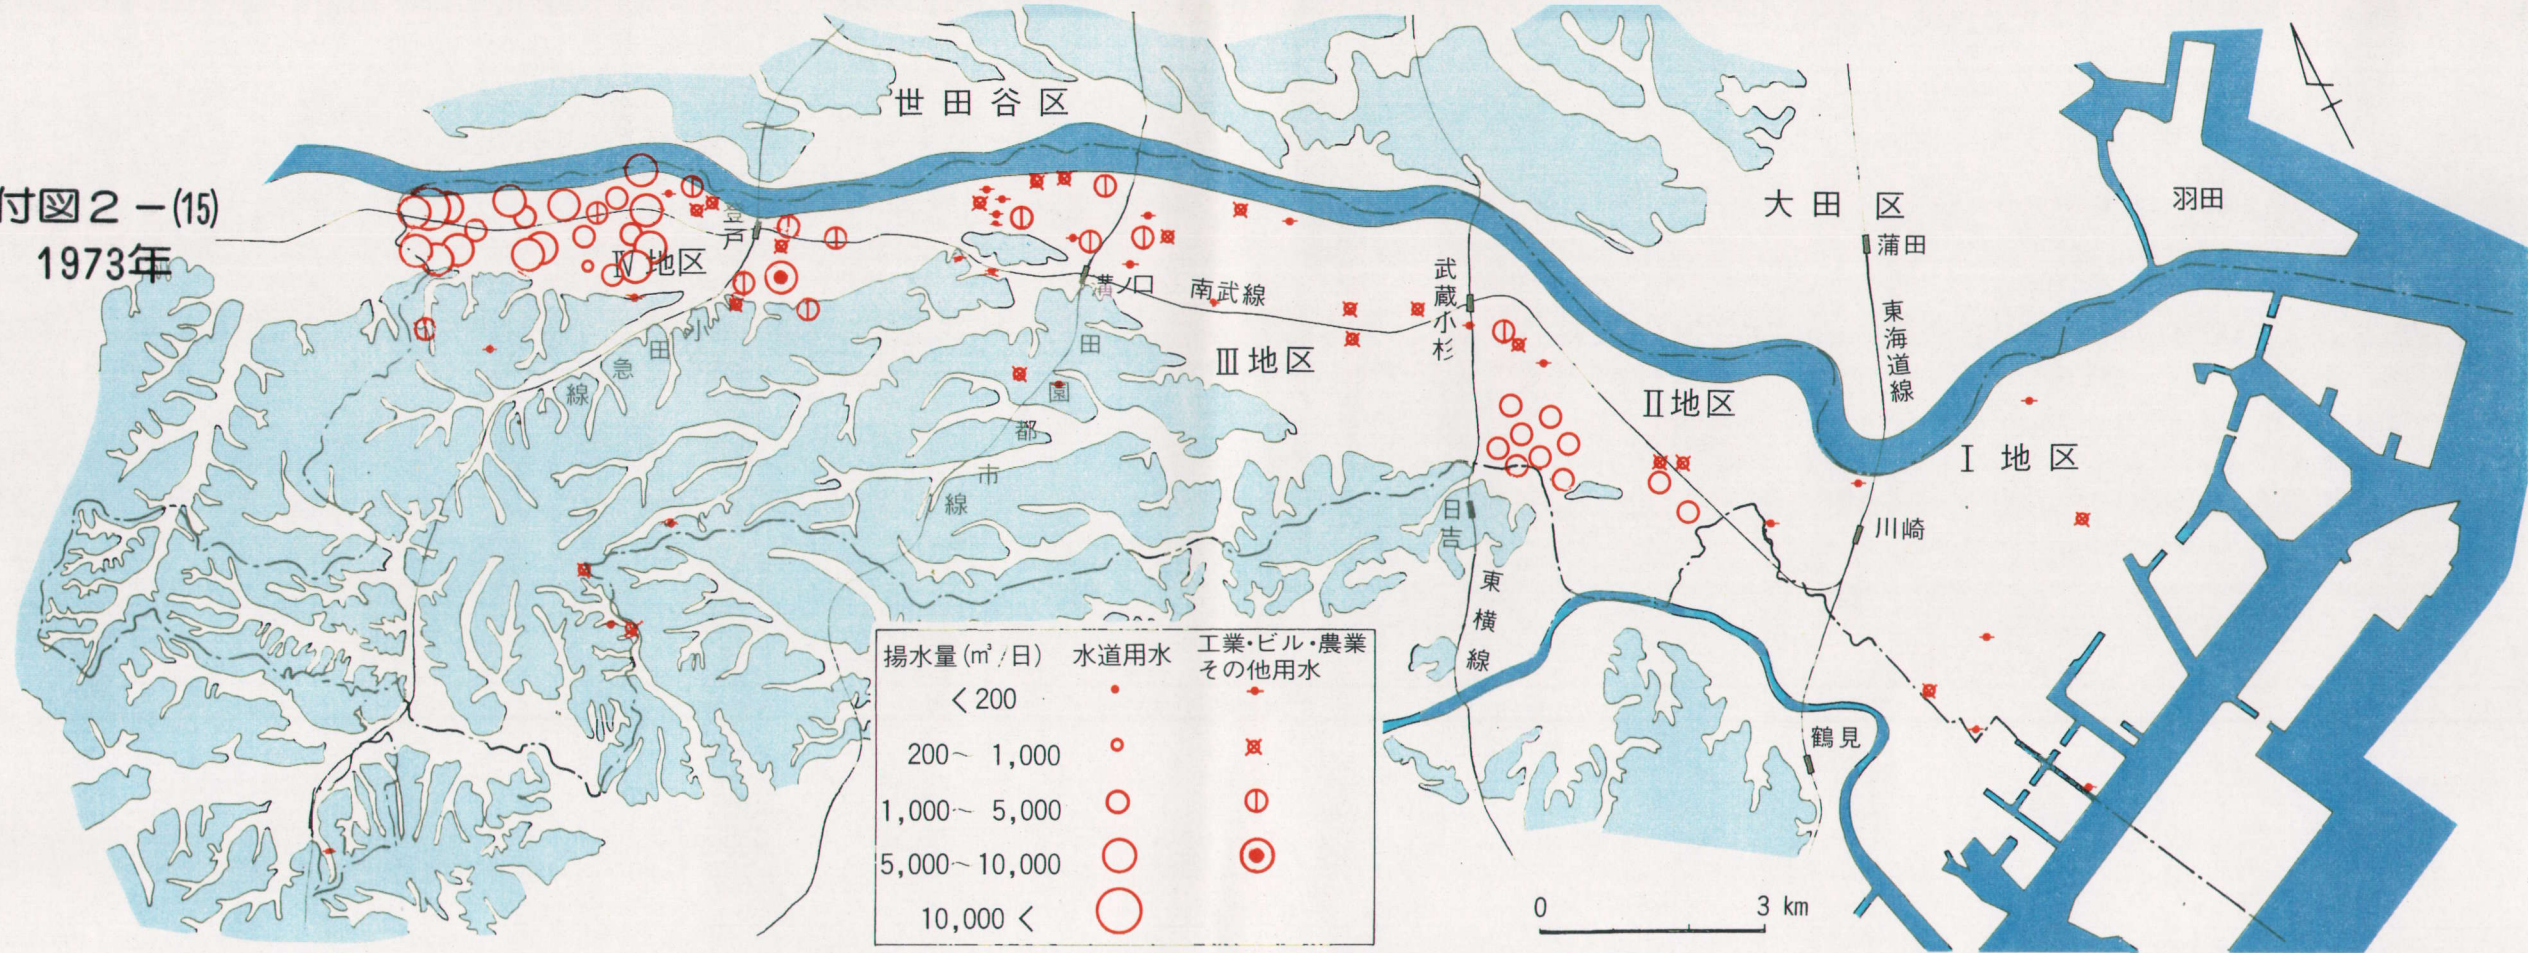 付図2-(15)
1973年
世田谷区
大田区
羽田
蒲田
東海道線
登戸
Ⅳ地区
溝ノ口
南武線
武蔵小杉
Ⅲ地区
Ⅱ地区
Ⅰ地区
小田急線
田園都市線
日吉
東横線
川崎
鶴見
揚水量(m³/日) 水道用水 工業・ビル・農業
その他用水
<200
200~ 1,000
1,000~ 5,000
5,000~10,000
10,000<
0 3 km